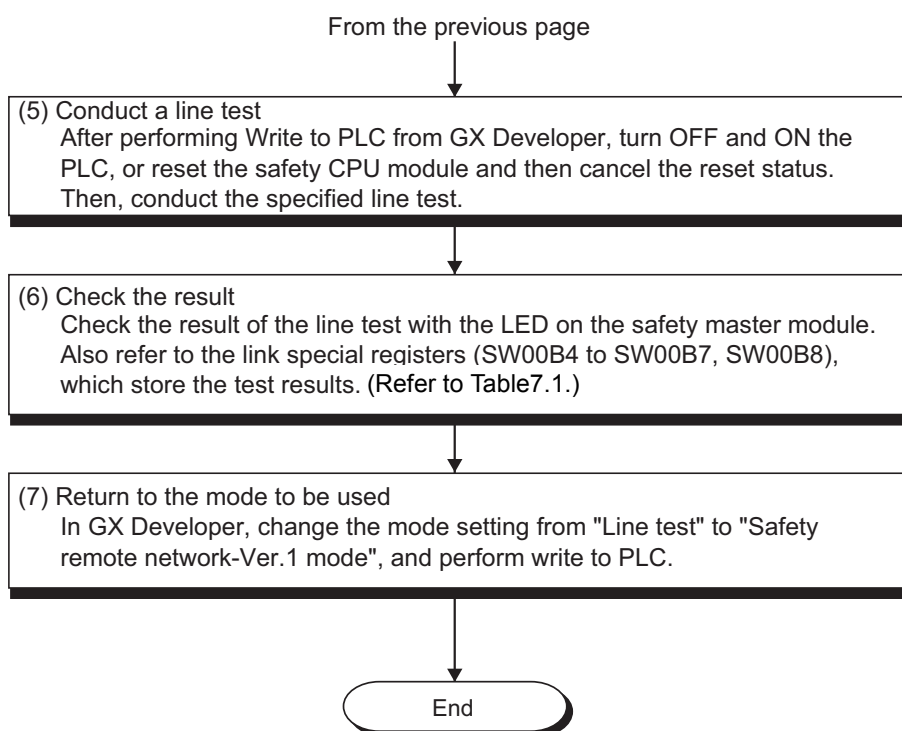 From the previous page
(5) Conduct a line test
After performing Write to PLC from GX Developer, turn OFF and ON the
PLC, or reset the safety CPU module and then cancel the reset status.
Then, conduct the specified line test.
(6) Check the result
Check the result of the line test with the LED on the safety master module.
Also refer to the link special registers (SW00B4 to SW00B7, SW00B8),
which store the test results. (Refer to Table7.1.)
(7) Return to the mode to be used
In GX Developer, change the mode setting from "Line test" to "Safety
remote network-Ver.1 mode", and perform write to PLC.
End